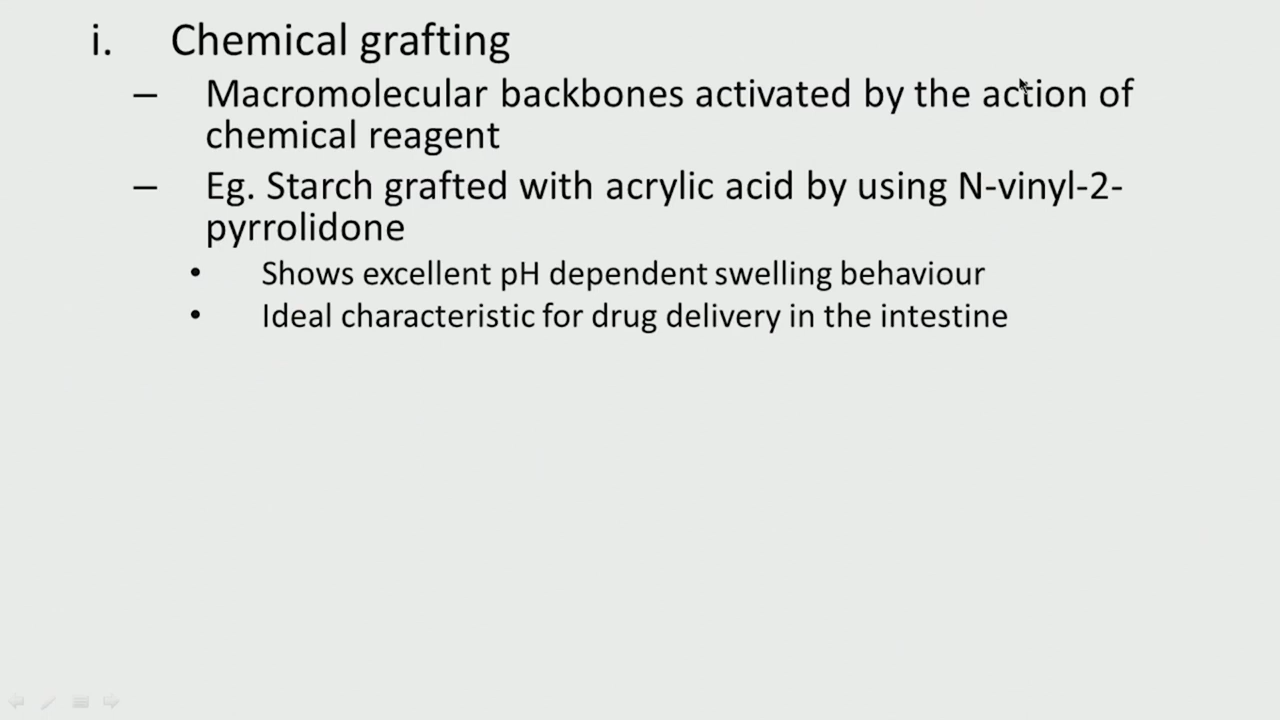 i. Chemical grafting
– Macromolecular backbones activated by the action of
chemical reagent
– Eg. Starch grafted with acrylic acid by using N-vinyl-2-
pyrrolidone
• Shows excellent pH dependent swelling behaviour
• Ideal characteristic for drug delivery in the intestine